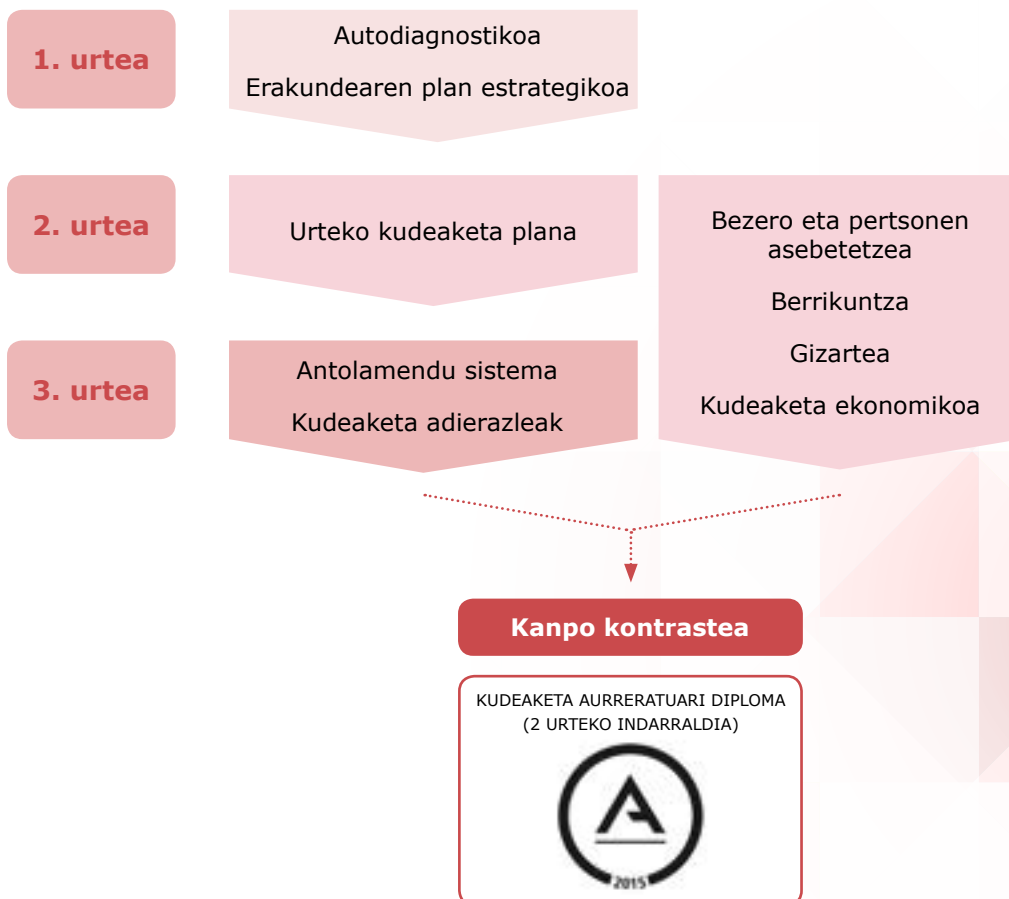 1. urtea
Autodiagnostikoa
Erakundearen plan estrategikoa
2. urtea
Urteko kudeaketa plana
Bezero eta pertsonen
asebetetzea
Berrikuntza
Gizartea
Kudeaketa ekonomikoa
3. urtea
Antolamendu sistema
Kudeaketa adierazleak
Kanpo kontrastea
KUDEAKETA AURRERATUARI DIPLOMA
(2 URTEKO INDARRALDIA)
A
2015